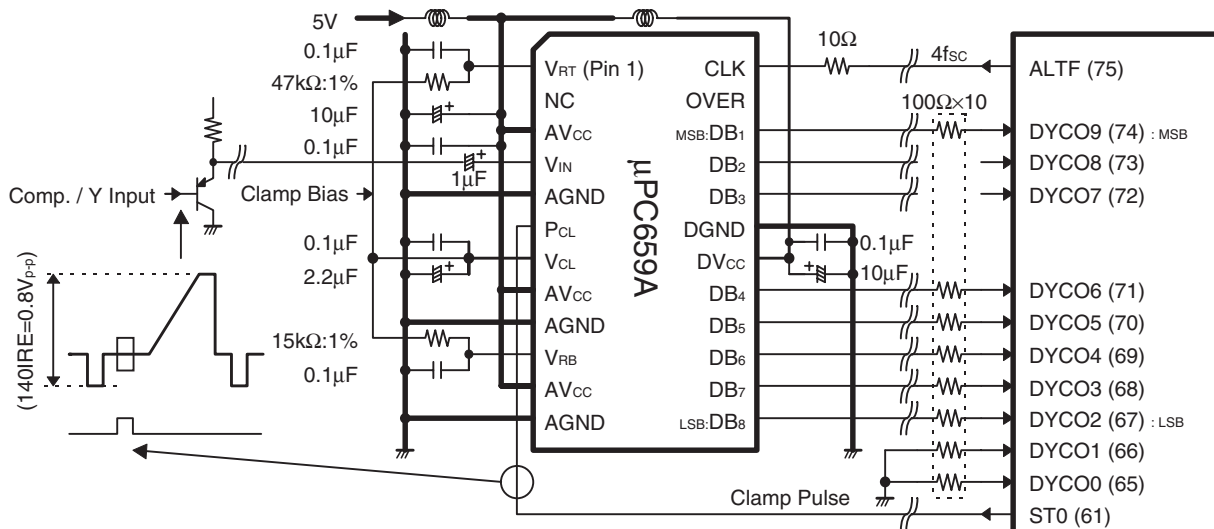 5V
0.1µF
47kΩ:1%
10µF
0.1µF
1µF
Comp. / Y Input
Clamp Bias
0.1µF
2.2µF
15kΩ:1%
0.1µF
(140IRE=0.8Vp-p)
VRT (Pin 1)
NC
AVCC
VIN
AGND
PCL
VCL
AVCC
AGND
VRB
AVCC
AGND
µPC659A
CLK
OVER
MSB:DB1
DB2
DB3
DGND
DVCC
DB4
DB5
DB6
DB7
LSB:DB8
10Ω
4fSC
100Ω×10
0.1µF
10µF
Clamp Pulse
ALTF (75)
DYCO9 (74) : MSB
DYCO8 (73)
DYCO7 (72)
DYCO6 (71)
DYCO5 (70)
DYCO4 (69)
DYCO3 (68)
DYCO2 (67) : LSB
DYCO1 (66)
DYCO0 (65)
ST0 (61)